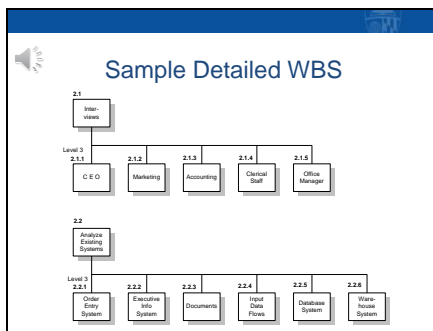 Sample Detailed WBS
2.1
Inter-
views
Level 3
2.1.1 2.1.2 2.1.3 2.1.4 2.1.5
C E O
Marketing
Accounting
Clerical
Staff
Office
Manager
2.2
Analyze
Existing
Systems
Level 3
2.2.1 2.2.2 2.2.3 2.2.4 2.2.5 2.2.6
Order
Entry
System
Executive
Info
System
Documents
Input
Data
Flows
Database
System
Ware-
house
System